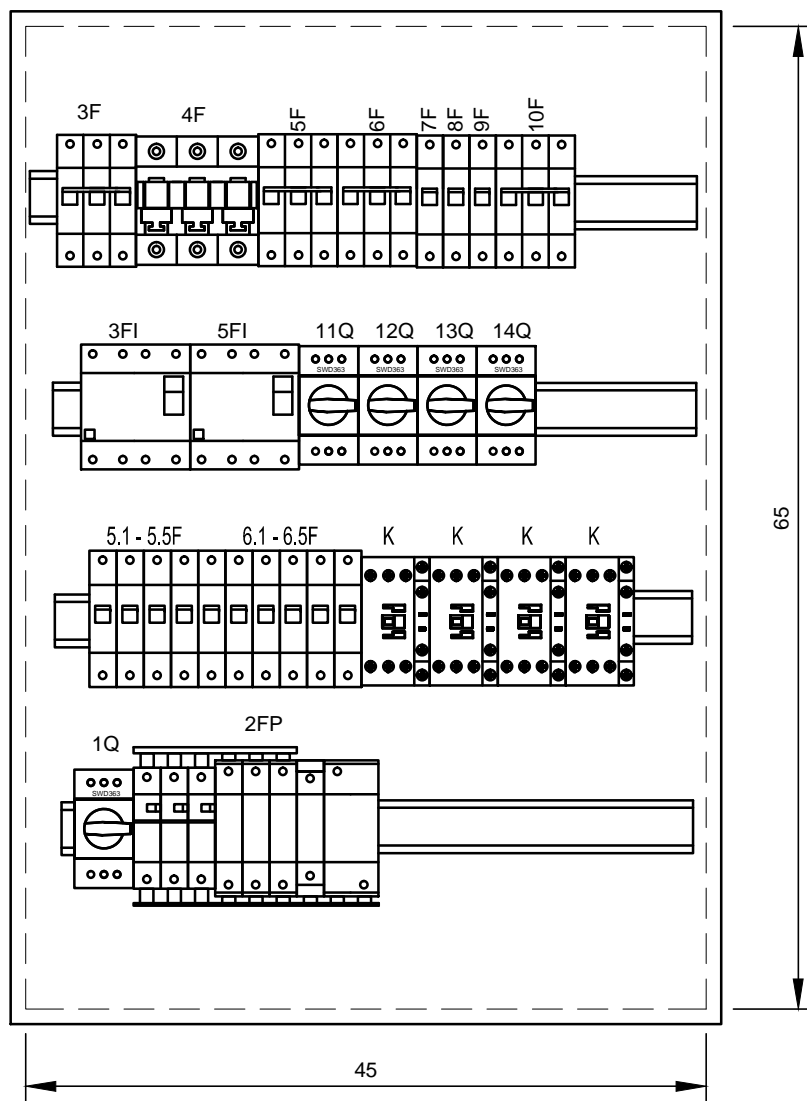 3F 4F 5F 6F 7F 8F 9F 10F
3FI 5FI 11Q 12Q 13Q 14Q
SWD363 SWD363 SWD363 SWD363
65
5.1 - 5.5F 6.1 - 6.5F K K K K
2FP
1Q
SWD363
45